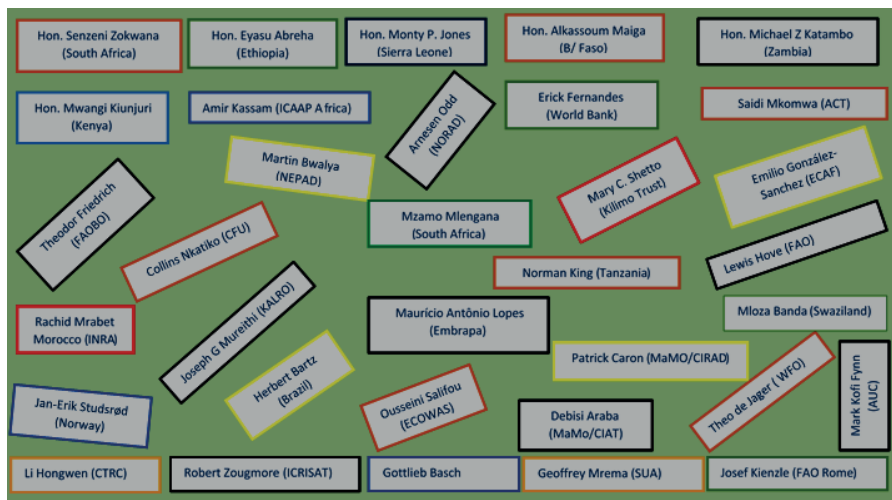 Hon. Senzeni Zokwana
(South Africa)
Hon. Eyasu Abreha
(Ethiopia)
Hon. Monty P. Jones
(Sierra Leone)
Hon. Alkassoum Maiga
(B/ Faso)
Hon. Michael Z Katambo
(Zambia)
Hon. Mwangi Kiunjuri
(Kenya)
Amir Kassam (ICAAP Africa)
Arnesen Odd
(NORAD)
Erick Fernandes
(World Bank)
Saidi Mkomwa (ACT)
Martin Bwalya
(NEPAD)
Mary C. Shetto
(Kilimo Trust)
Emilio González-
Sanchez (ECAF)
Theodor Friedrich
(FAOBO)
Collins Nkatiko (CFU)
Mzamo Mlengana
(South Africa)
Norman King (Tanzania)
Lewis Hove (FAO)
Rachid Mrabet
Morocco (INRA)
Joseph G Mureithi (KALRO)
Maurício Antônio Lopes
(Embrapa)
Mloza Banda (Swaziland)
Herbert Bartz
(Brazil)
Patrick Caron (MaMO/CIRAD)
Theo de Jager ( WFO)
Mark Kofi Fynn
(AUC)
Jan-Erik Studsrød
(Norway)
Ousseini Salifou
(ECOWAS)
Debisi Araba
(MaMo/CIAT)
Li Hongwen (CTRC)
Robert Zougmore (ICRISAT)
Gottlieb Basch
Geoffrey Mrema (SUA)
Josef Kienzle (FAO Rome)